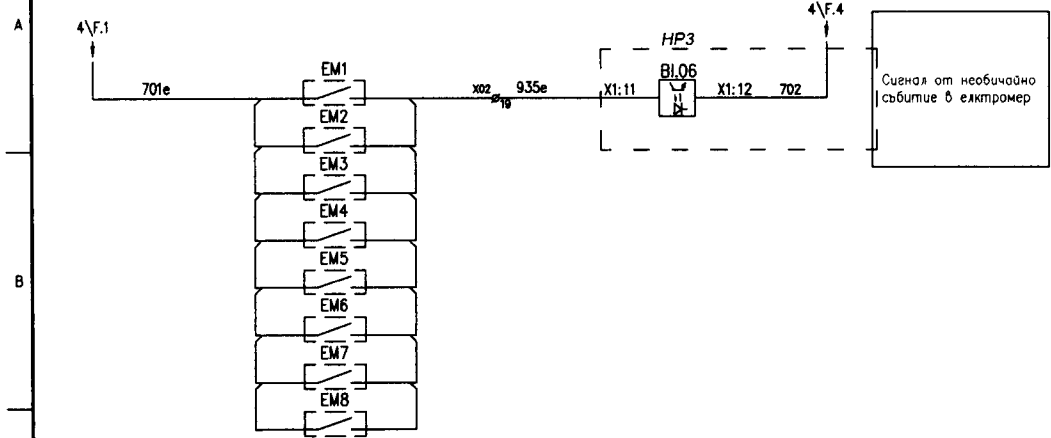 A
4\F.1
4\F.4
HP3
EM1
BI.06
701e
X02
19
935e
X1:11
X1:12
702
Сигнал от необичайно
събитие в елктромер
EM2
EM3
EM4
B
EM5
EM6
EM7
EM8